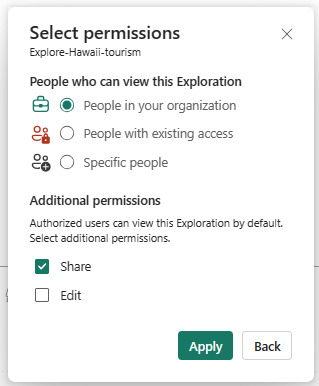 Select permissions
Explore-Hawaii-tourism
People who can view this Exploration
People in your organization
People with existing access
Specific people
Additional permissions
Authorized users can view this Exploration by default.
Select additional permissions.
Share
Edit
Apply
Back